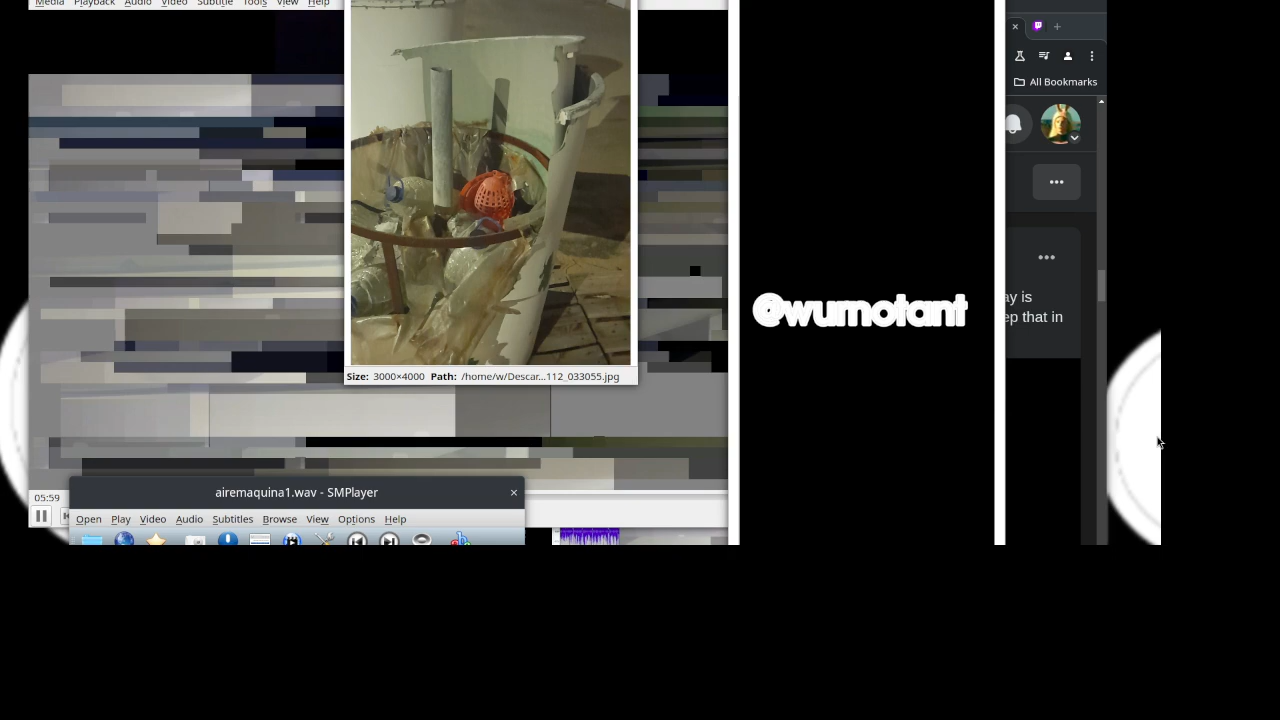 Media Playback Audio Video Subtitle Tools View Help
All Bookmarks
@wumotant
ay is
ep that in
Size: 3000×4000 Path: /home/w/Descar...112_033055.jpg
05:59
airemaquina1.wav - SMPlayer
Open Play Video Audio Subtitles Browse View Options Help